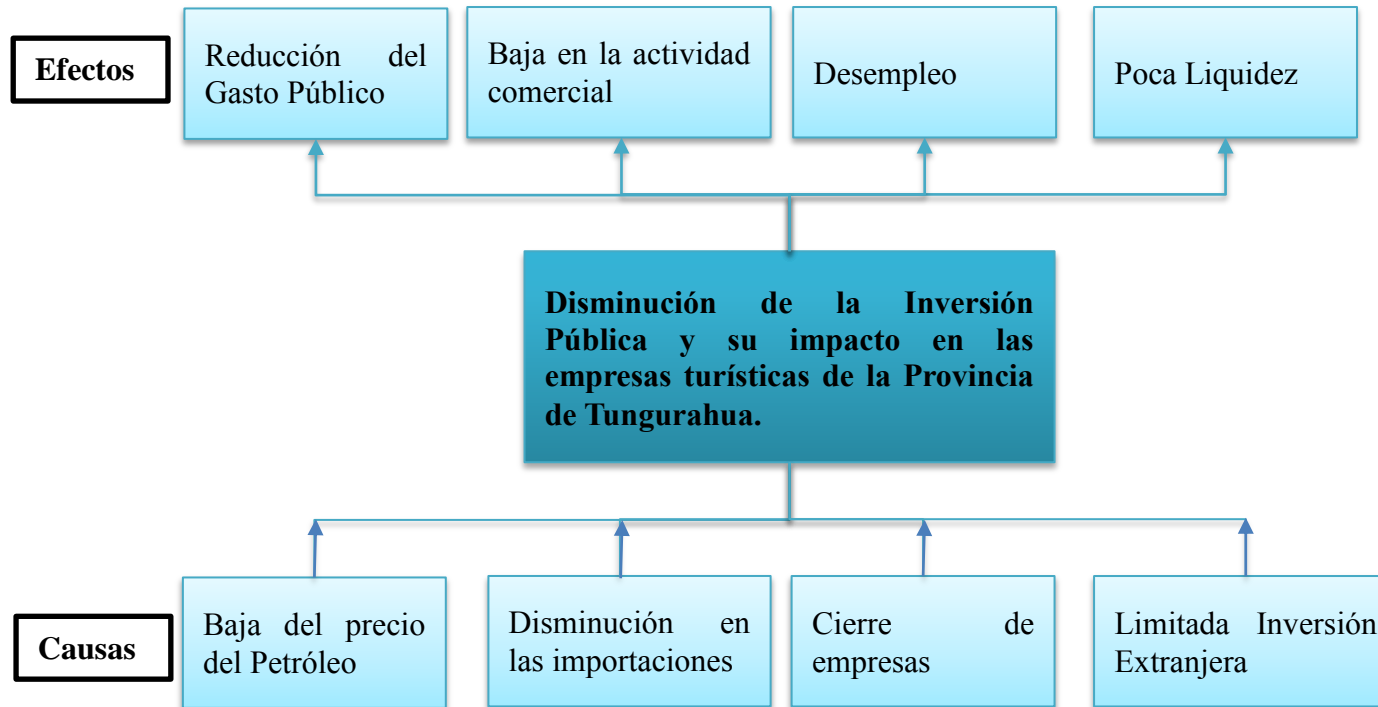 Efectos
Reducción del
Gasto Público
Baja en la actividad
comercial
Desempleo
Poca Liquidez
Disminución de la Inversión
Pública y su impacto en las
empresas turísticas de la Provincia
de Tungurahua.
Causas
Baja del precio
del Petróleo
Disminución en
las importaciones
Cierre de
empresas
Limitada Inversión
Extranjera